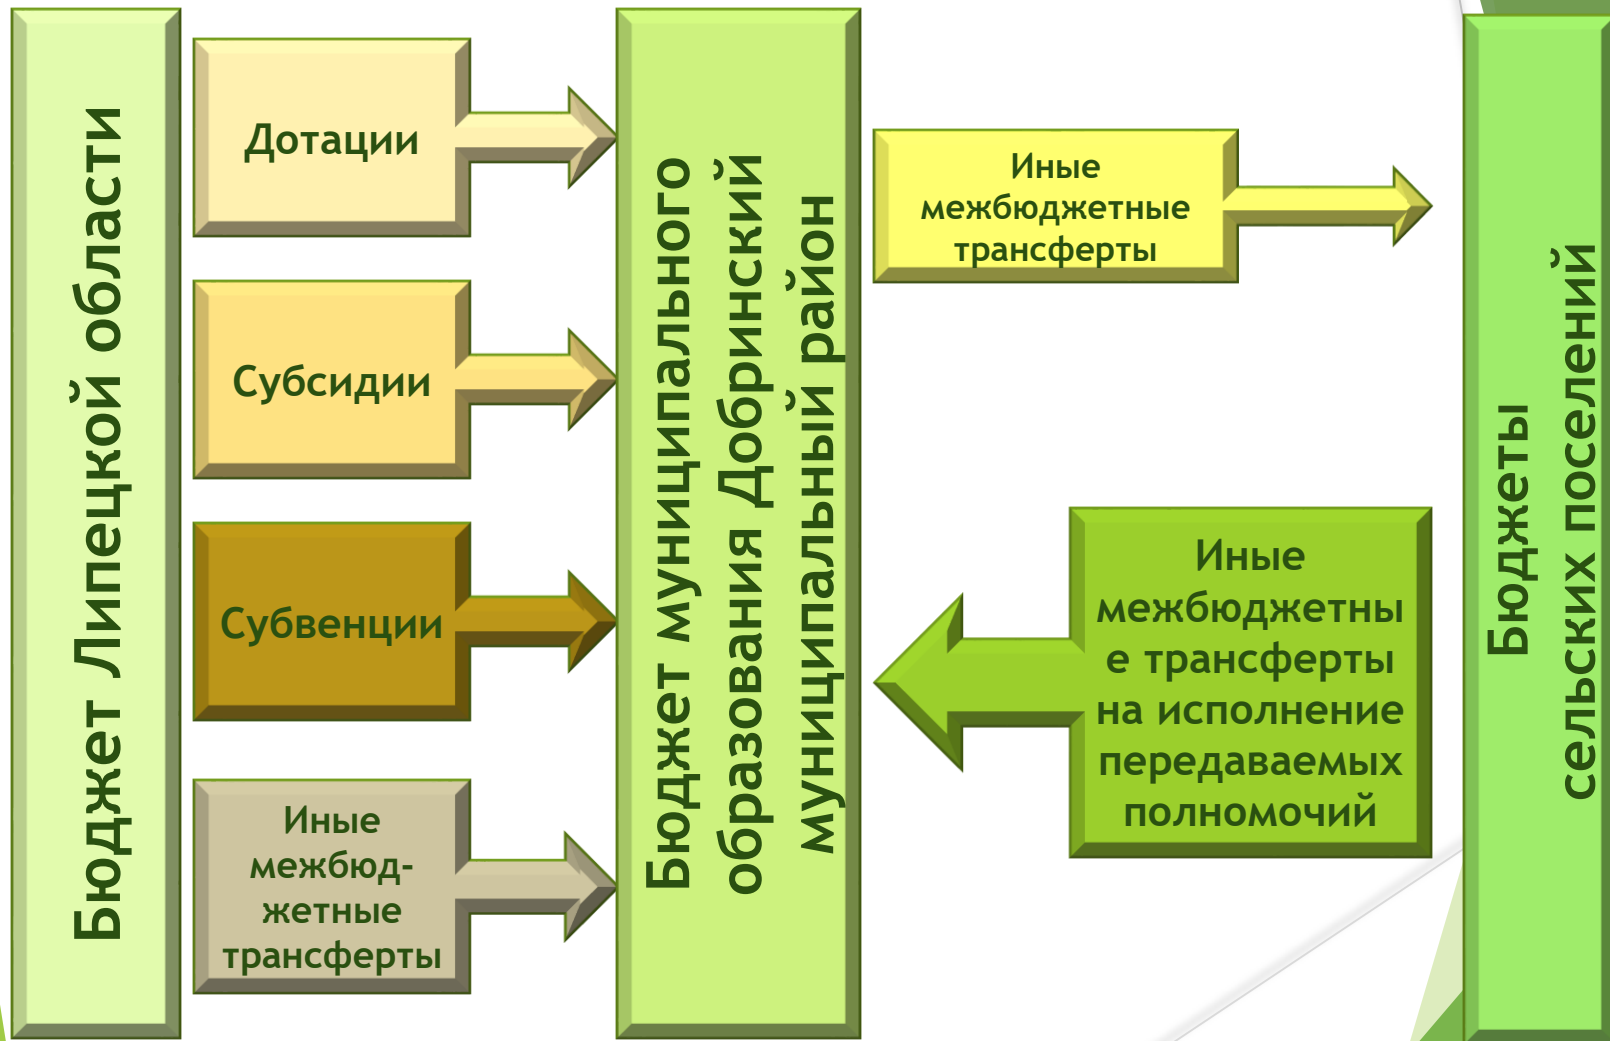 Бюджет Липецкой области
Дотации
Субсидии
Субвенции
Иные
межбюд-
жетные
трансферты
Бюджет муниципального
образования Добринский
муниципальный район
Иные
межбюджетные
трансферты
Иные
межбюджетны
е трансферты
на исполнение
передаваемых
полномочий
Бюджеты
сельских поселений